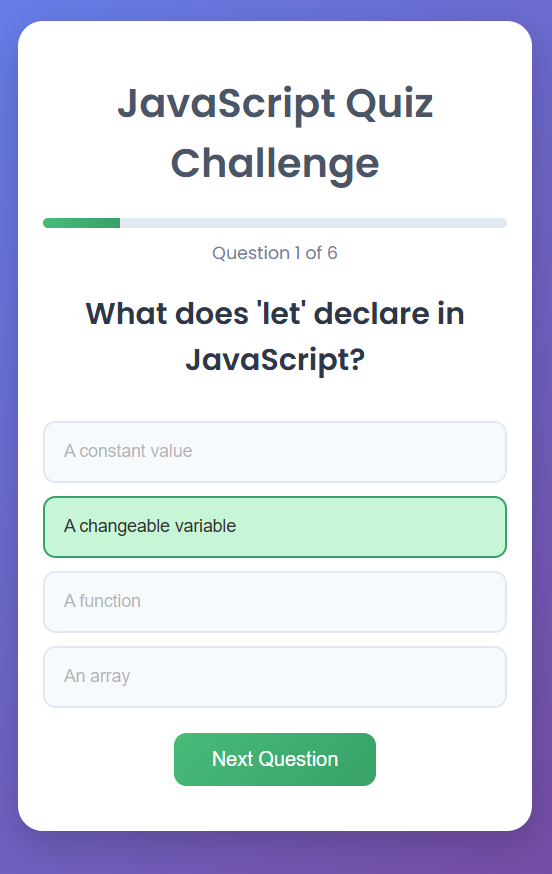 JavaScript Quiz
Challenge
Question 1 of 6
What does 'let' declare in
JavaScript?
A constant value
A changeable variable
A function
An array
Next Question